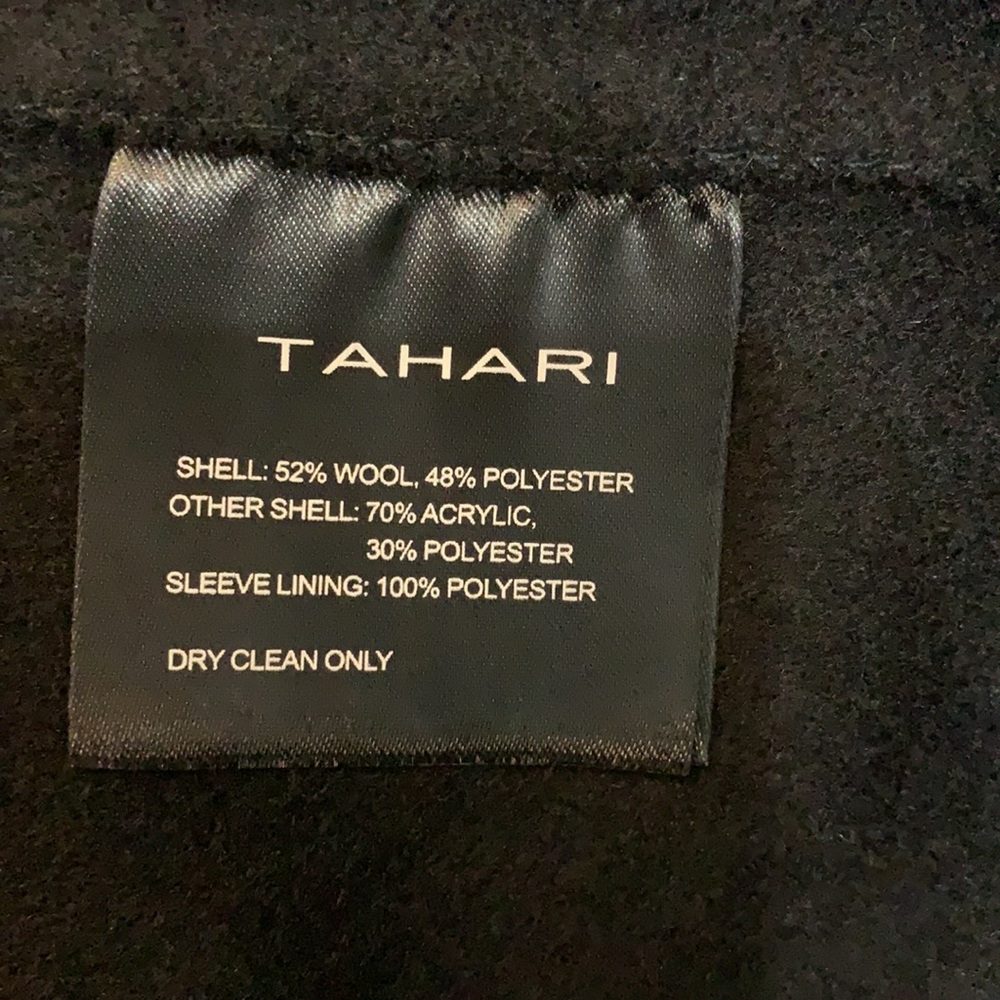 TAHARI
SHELL: 52% WOOL, 48% POLYESTER
OTHER SHELL: 70% ACRYLIC,
30% POLYESTER
SLEEVE LINING: 100% POLYESTER
DRY CLEAN ONLY